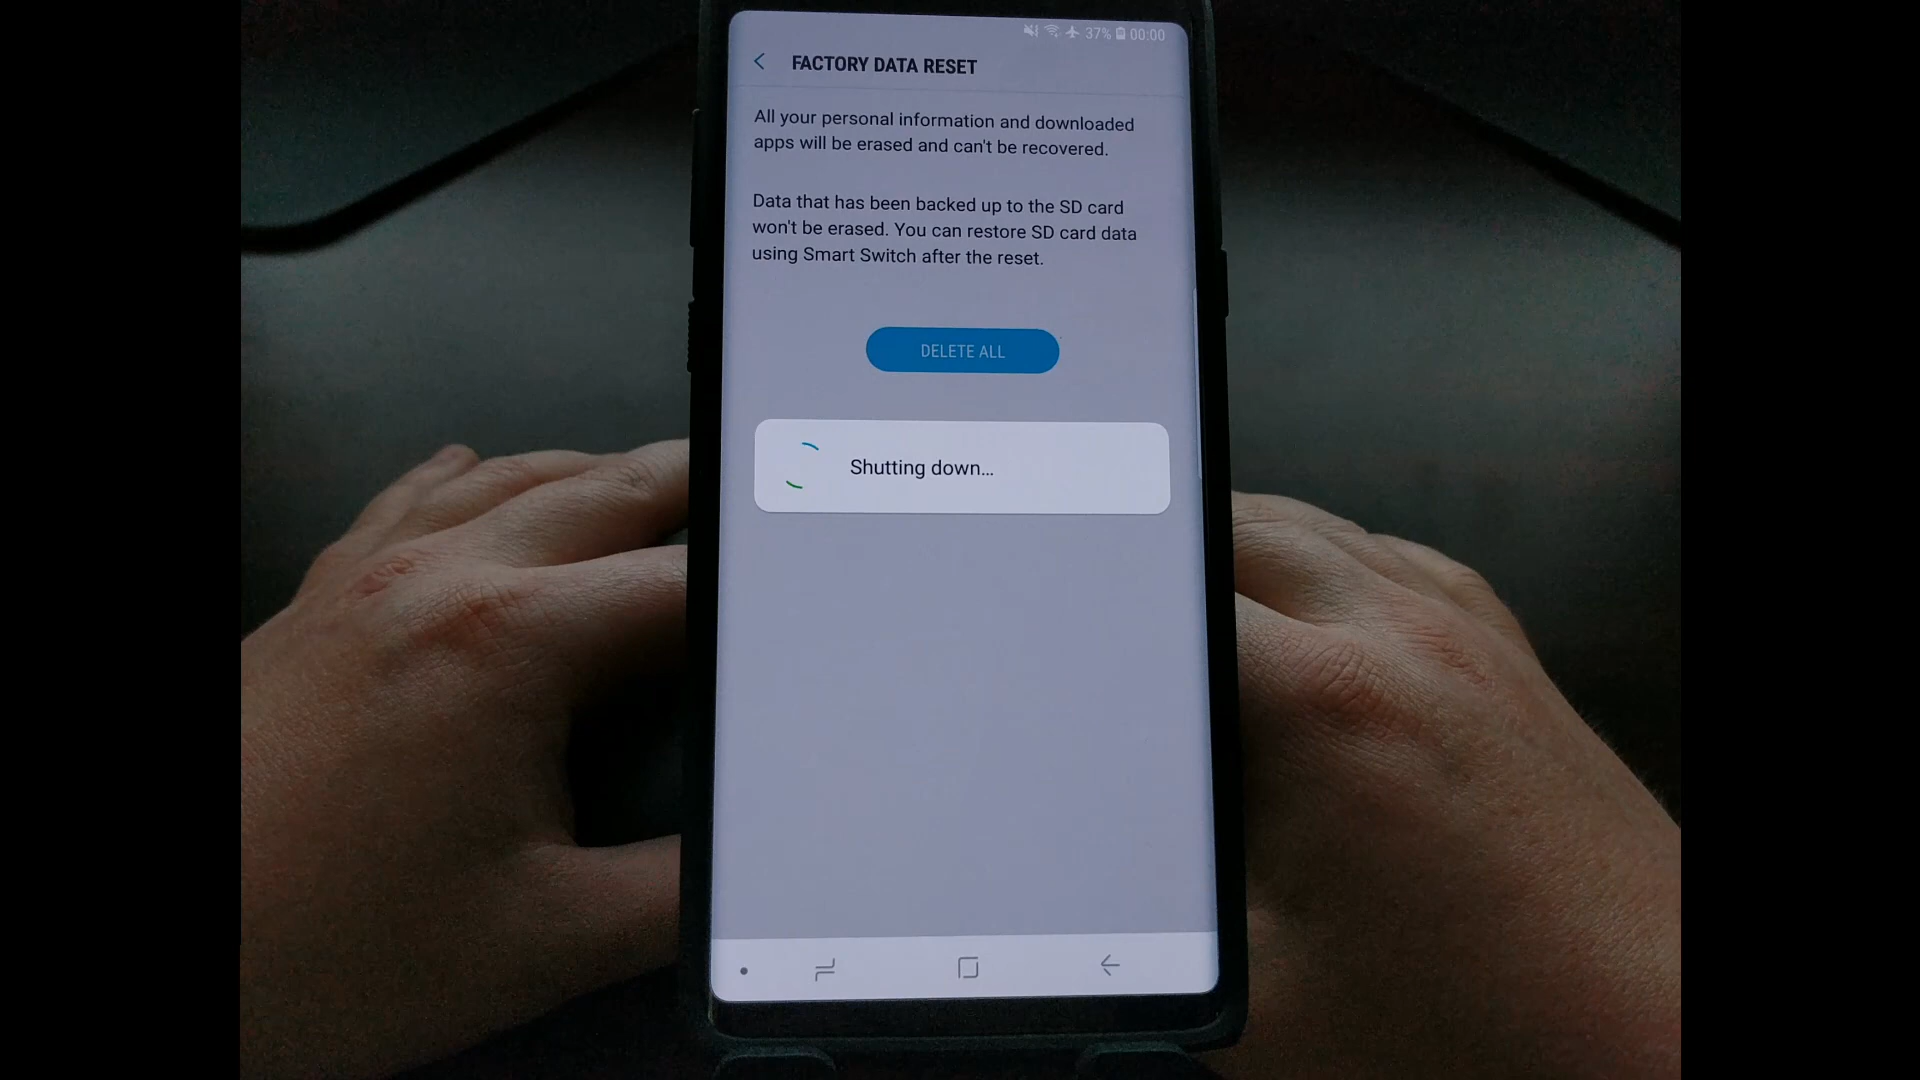 37% 00:00
FACTORY DATA RESET
All your personal information and downloaded
apps will be erased and can't be recovered.
Data that has been backed up to the SD card
won't be erased. You can restore SD card data
using Smart Switch after the reset.
DELETE ALL
Shutting down...